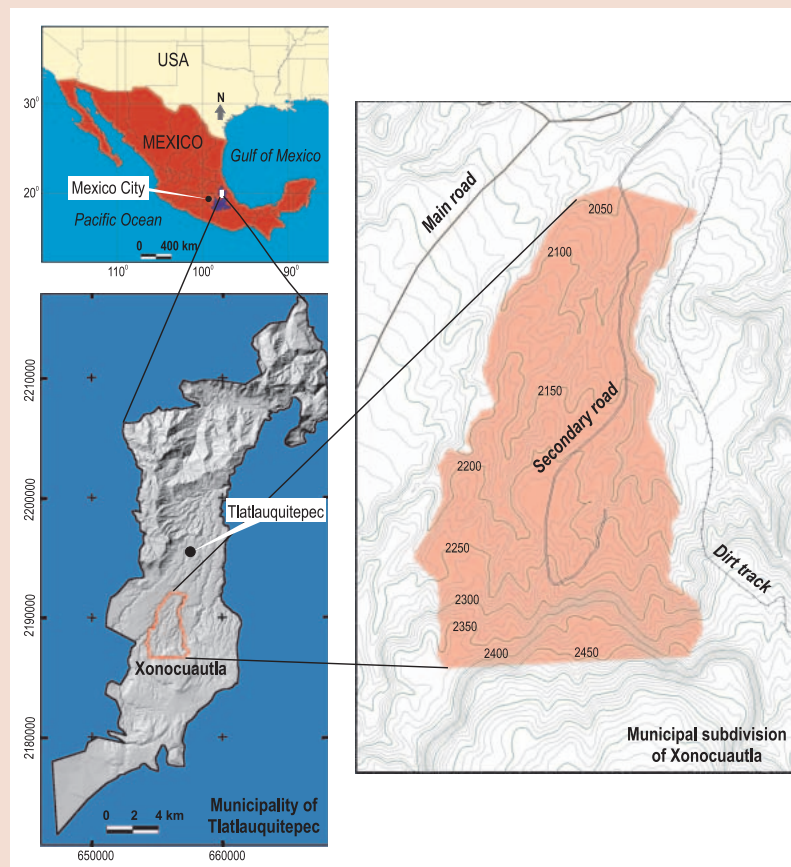 USA
30°
N
MEXICO
Gulf of Mexico
Mexico City
20°
Pacific Ocean
0 400 km
110°
100°
90°
2210000
2200000
Tlatlauquitepec
2190000
Xonocuautla
2180000
0 2 4 km
Municipality of
Tlatlauquitepec
650000
660000
2050
Main road
2100
2150
Secondary road
2200
2250
Dirt track
2300
2350
2400
2450
Municipal subdivision
of Xonocuautla